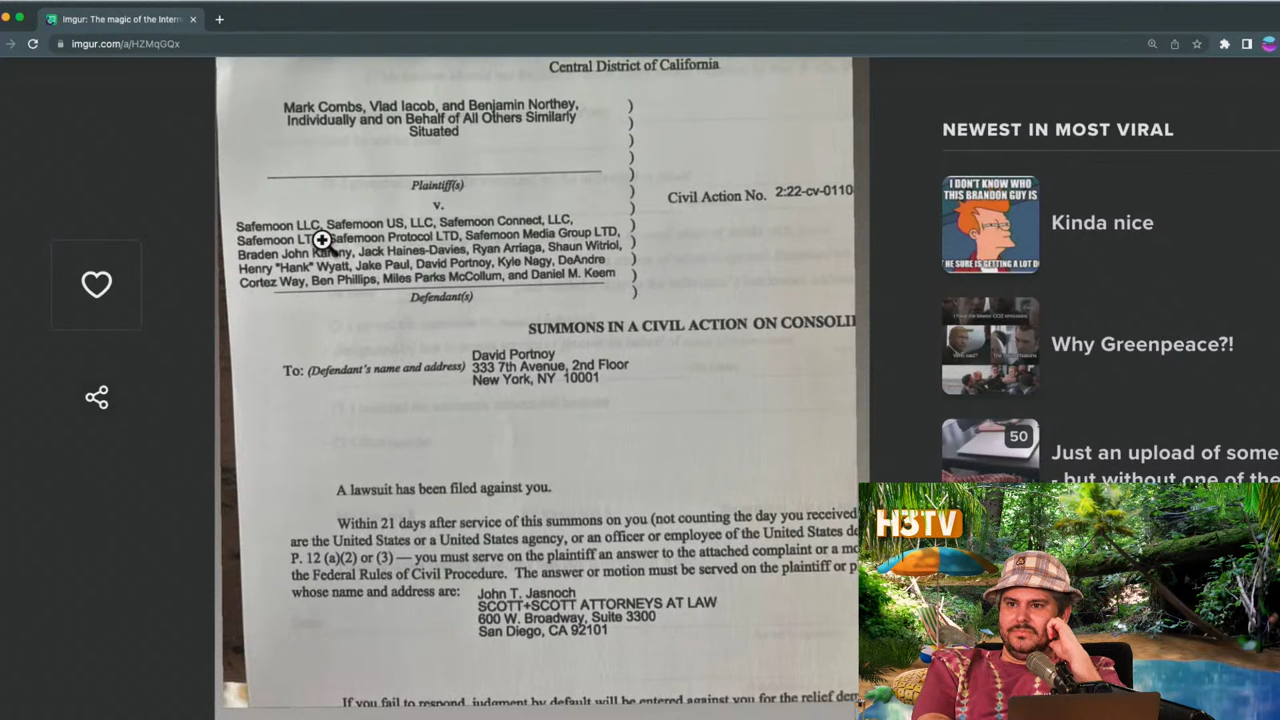 Imgur: The magic of the Intern
imgur.com/a/HZMqGQx
Central District of California
Mark Combs, Vlad Iacob, and Benjamin Northey,
Individually and on Behalf of All Others Similarly
Situated
Plaintiff(s)
v.
Civil Action No. 2:22-cv-0110
Safemoon LLC, Safemoon US, LLC, Safemoon Connect, LLC,
Safemoon Safemoon Protocol LTD, Safemoon Media Group LTD,
Braden John Karony, Jack Haines-Davies, Ryan Arriaga, Shaun Witriol,
Henry "Hank" Wyatt, Jake Paul, David Portnoy, Kyle Nagy, DeAndre
Cortez Way, Ben Phillips, Miles Parks McCollum, and Daniel M. Keem
Defendant(s)
SUMMONS IN A CIVIL ACTION ON CONSOLI
To: (Defendant's name and address)
David Portnoy
333 7th Avenue, 2nd Floor
New York, NY 10001
A lawsuit has been filed against you.
Within 21 days after service of this summons on you (not counting the day you received
are the United States or a United States agency, or an officer or employee of the United States de
P. 12 (a)(2) or (3) — you must serve on the plaintiff an answer to the attached complaint or a mo
the Federal Rules of Civil Procedure. The answer or motion must be served on the plaintiff or p
whose name and address are:
John T. Jasnoch
SCOTT+SCOTT ATTORNEYS AT LAW
600 W. Broadway, Suite 3300
San Diego, CA 92101
If you fail to respond, judgment by default will be entered against you for the relief dem
NEWEST IN MOST VIRAL
I DON'T KNOW WHO
THIS BRANDON GUY IS
T HE SURE IS GETTING A LOT O
Kinda nice
Why Greenpeace?!
50
Just an upload of some
- but without one of the
H3TV